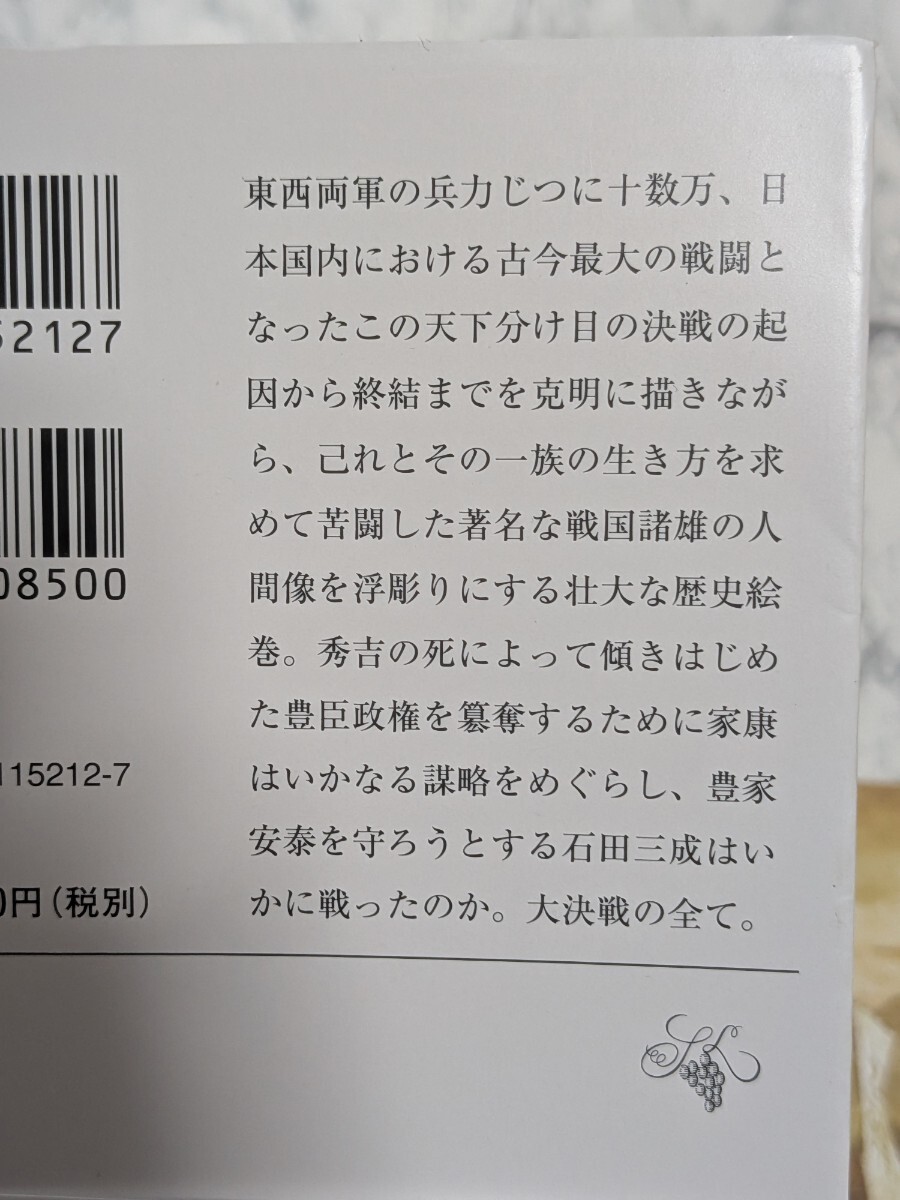 東西両軍の兵力じつに十数万、日
本国内における古今最大の戦闘と
なったこの天下分け目の決戦の起
因から終結までを克明に描きなが
ら、己れとその一族の生き方を求
めて苦闘した著名な戦国諸雄の人
間像を浮彫りにする壮大な歴史絵
巻。秀吉の死によって傾きはじめ
た豊臣政権を簒奪するために家康
はいかなる謀略をめぐらし、豊家
安泰を守ろうとする石田三成はい
かに戦ったのか。大決戦の全て。
52127
08500
115212-7
0円(税別)